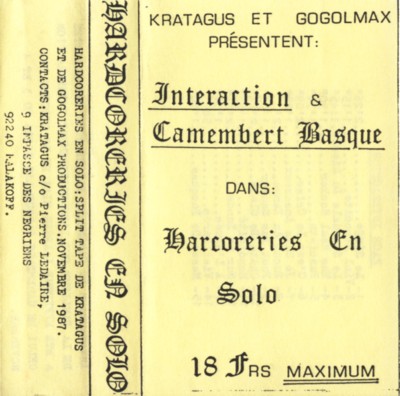 HARDCORERIES EN SOLO:SPLIT TAPE DE KRATAGUS
ET DE GOGOLMAX PRODUCTIONS.NOVEMBRE 1987.
CONTACTS:KRATAGUS c/o Pierre LEDAIRE,
9 IMPASSE DES NEGRIERS
92240 MALAKOFF.
HARDCORERIES EN SOLO
KRATAGUS ET GOGOLMAX
PRÉSENTENT:
Interaction &
Camembert Basque
DANS:
Harcoreries En
Solo
18 Frs MAXIMUM